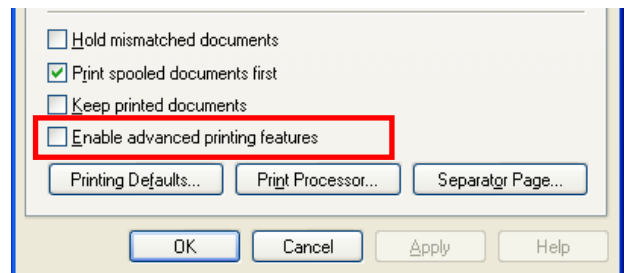 Hold mismatched documents
Print spooled documents first
Keep printed documents
Enable advanced printing features
Printing Defaults... Print Processor... Separator Page...
OK Cancel Apply Help